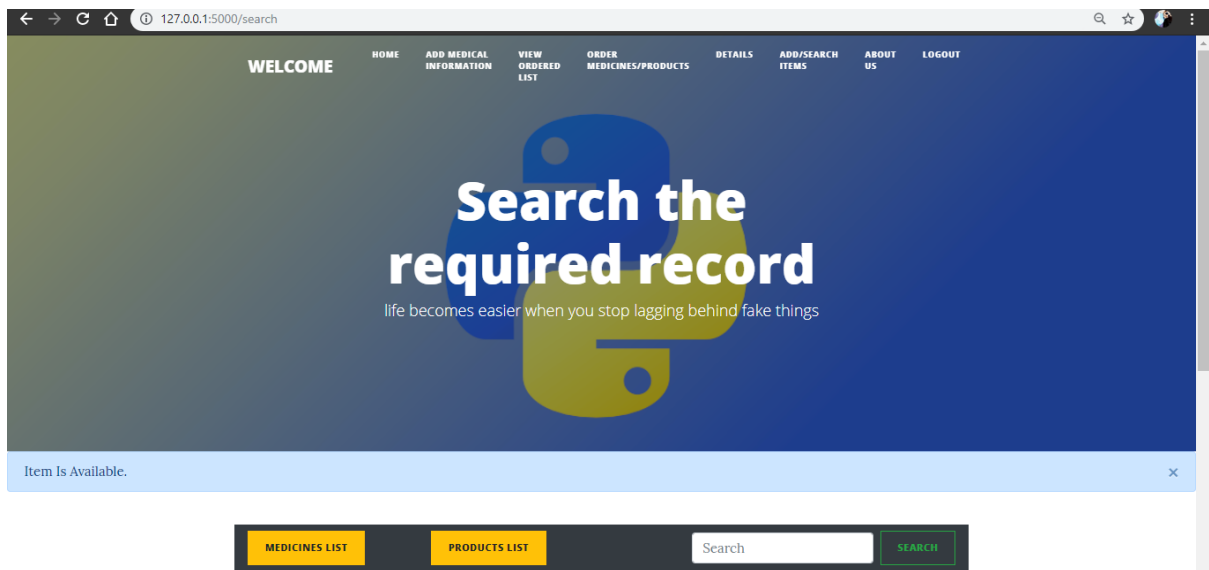 127.0.0.1:5000/search
WELCOME
HOME
ADD MEDICAL
INFORMATION
VIEW
ORDERED
LIST
ORDER
MEDICINES/PRODUCTS
DETAILS
ADD/SEARCH
ITEMS
ABOUT
US
LOGOUT
Search the
required record
life becomes easier when you stop lagging behind fake things
Item Is Available.
×
MEDICINES LIST
PRODUCTS LIST
Search
SEARCH